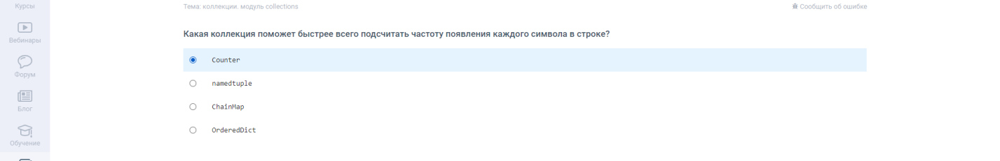 Курсы
Вебинары
Форум
Блог
Обучение
Тема: коллекции. модуль collections
Сообщить об ошибке
Какая коллекция поможет быстрее всего подсчитать частоту появления каждого символа в строке?
Counter
namedtuple
ChainMap
OrderedDict